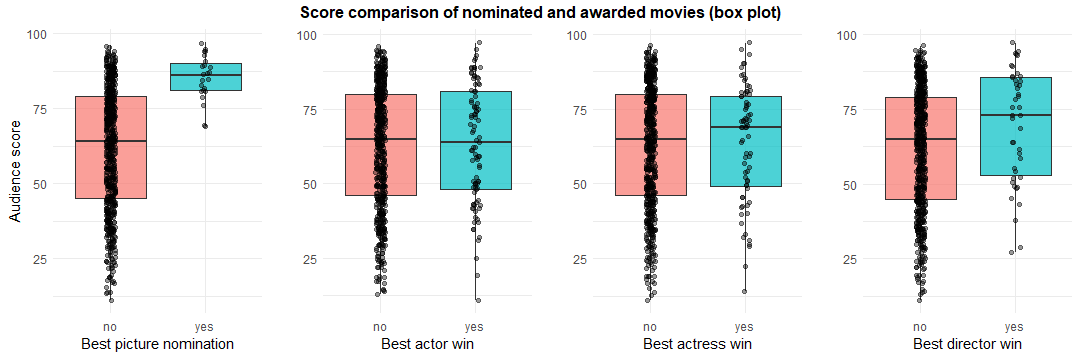 Score comparison of nominated and awarded movies (box plot)
Audience score
100
75
50
25
no yes
Best picture nomination
100
75
50
25
no yes
Best actor win
100
75
50
25
no yes
Best actress win
100
75
50
25
no yes
Best director win